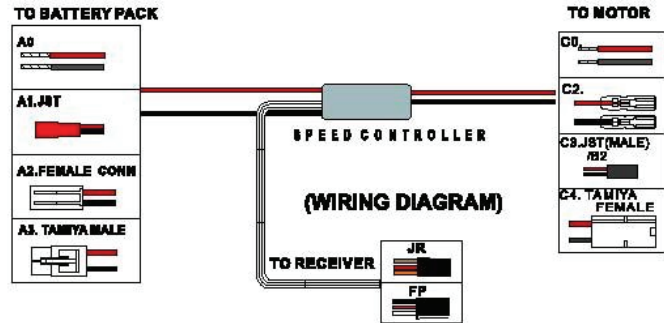 TO BATTERY PACK
A0
A1.JST
A2.FEMALE CONN
A3. TAMIYA MALE
SPEED CONTROLLER
(WIRING DIAGRAM)
TO RECEIVER
JR
FP
TO MOTOR
C0.
C2.
C3.JST(MALE)
/B2
C4. TAMIYA
FEMALE